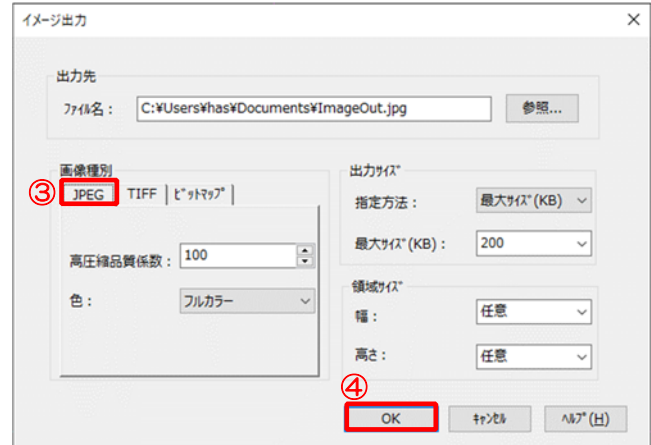 イメージ出力
出力先
ﾌｧｲﾙ名： C:¥Users¥has¥Documents¥ImageOut.jpg 参照...
画像種別
③ JPEG TIFF ﾋﾞｯﾄﾏｯﾌﾟ
高圧縮品質係数： 100
色： フルカラー
出力ｻｲｽﾞ
指定方法： 最大ｻｲｽﾞ(KB)
最大ｻｲｽﾞ(KB)： 200
領域ｻｲｽﾞ
幅： 任意
高さ： 任意
④
OK ｷｬﾝｾﾙ ﾍﾙﾌﾟ(H)